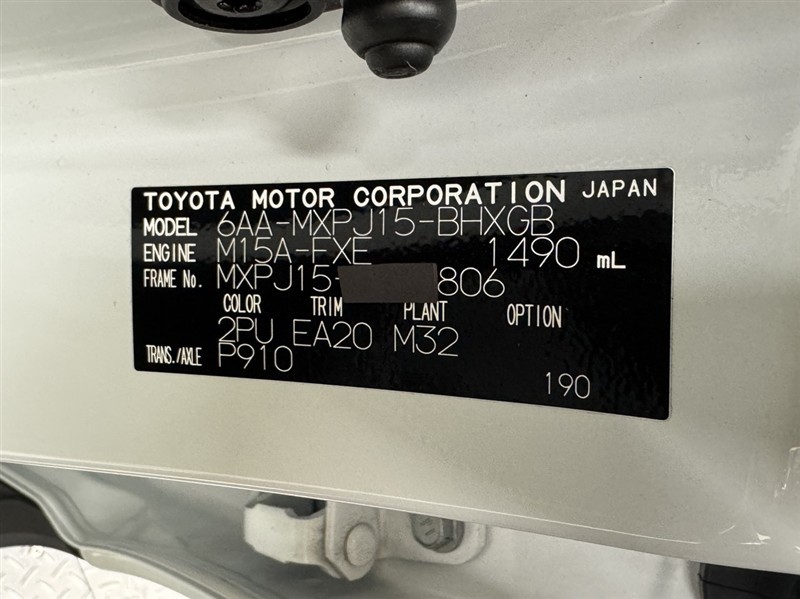 TOYOTA MOTOR CORPORATION JAPAN
MODEL 6AA-MXPJ15-BHXGB
ENGINE M15A-FXE 1490 mL
FRAME No. MXPJ15- 806
COLOR TRIM PLANT OPTION
2PU EA20 M32
TRANS./AXLE P910
190